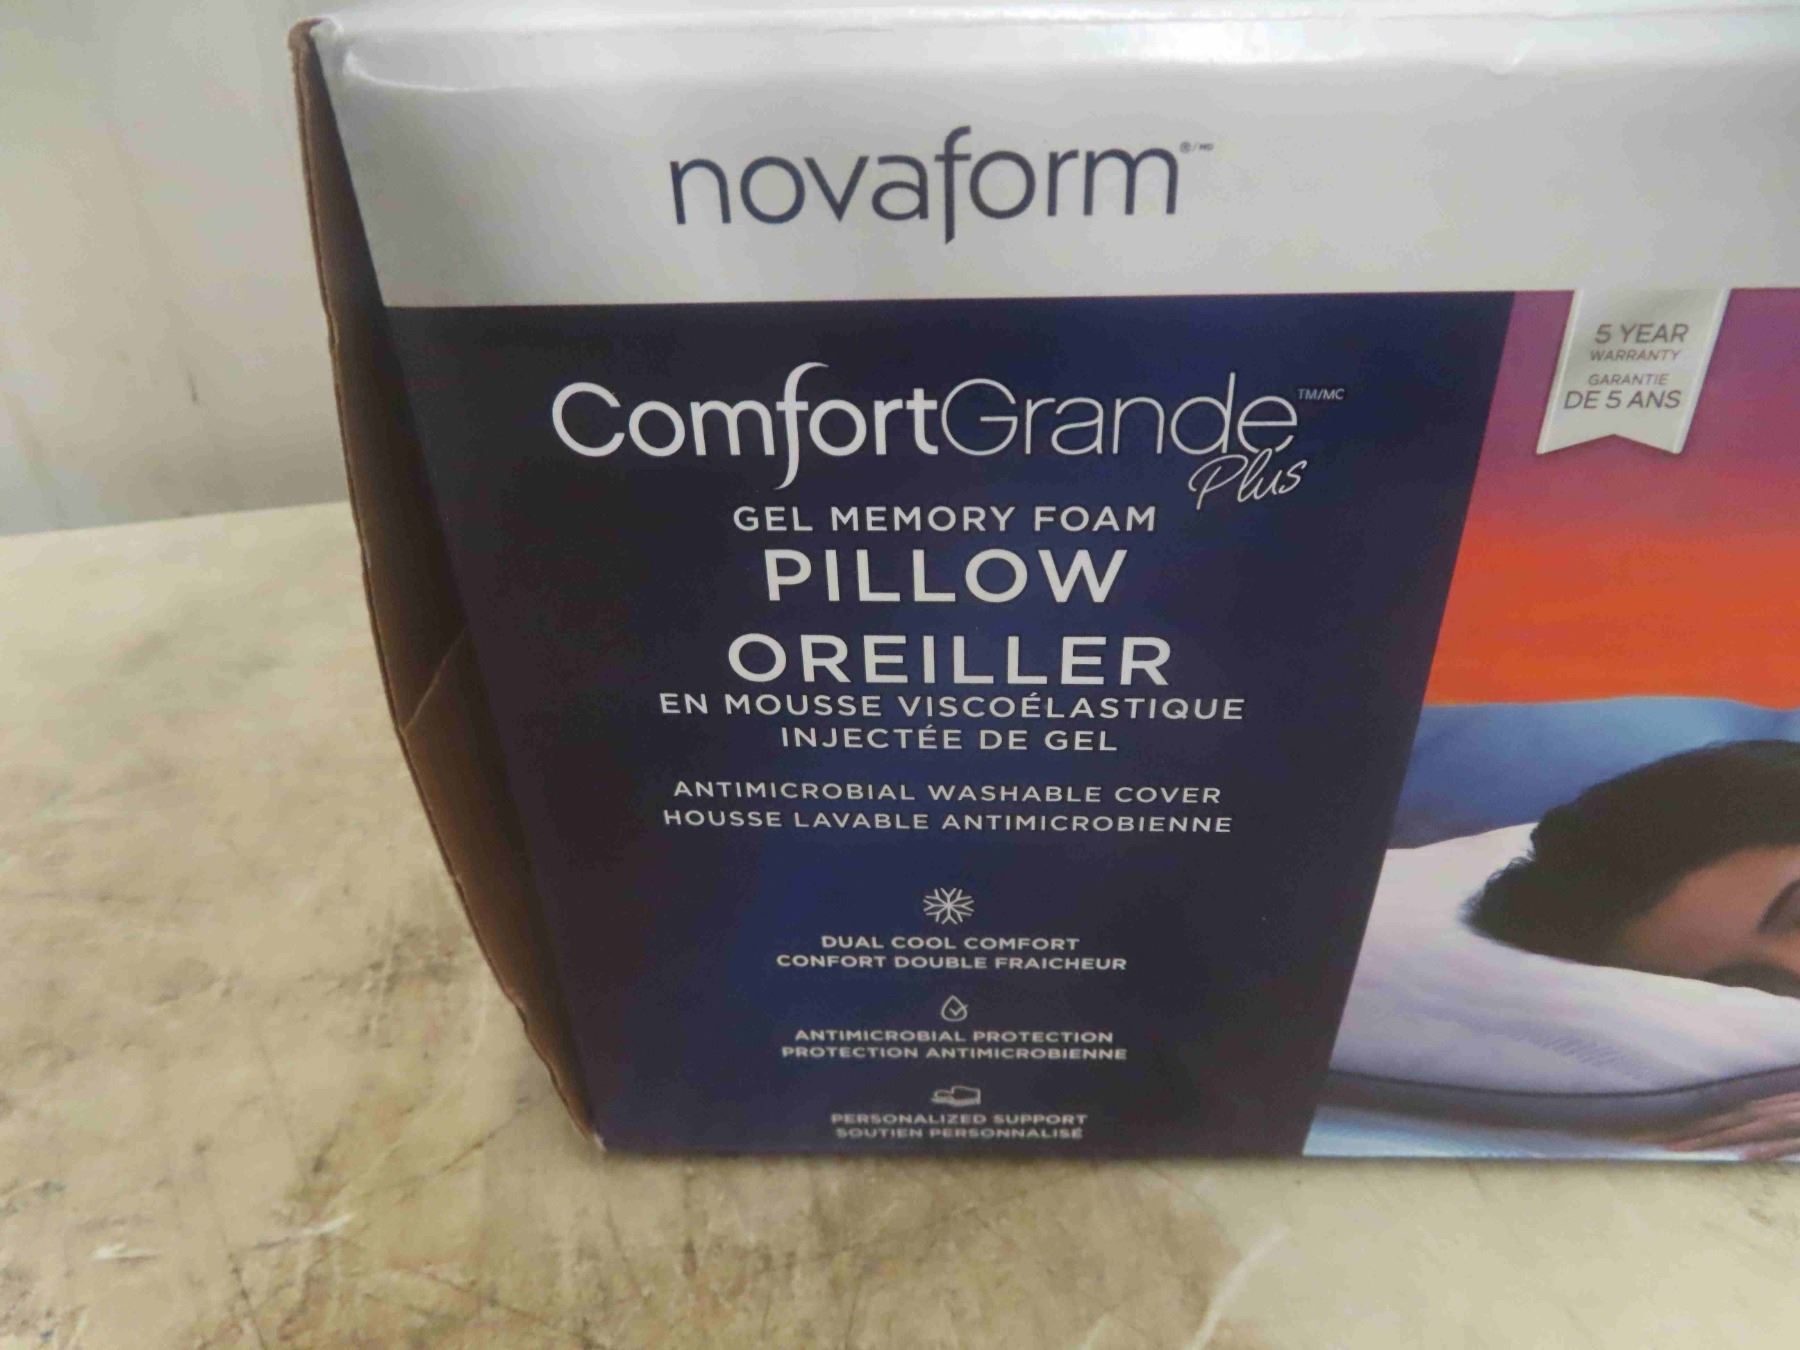 novaform®/MD
5 YEAR
WARRANTY
GARANTIE
DE 5 ANS
ComfortGrande™/MC
Plus
GEL MEMORY FOAM
PILLOW
OREILLER
EN MOUSSE VISCOÉLASTIQUE
INJECTÉE DE GEL
ANTIMICROBIAL WASHABLE COVER
HOUSSE LAVABLE ANTIMICROBIENNE
DUAL COOL COMFORT
CONFORT DOUBLE FRAICHEUR
ANTIMICROBIAL PROTECTION
PROTECTION ANTIMICROBIENNE
PERSONALIZED SUPPORT
SOUTIEN PERSONNALISÉ